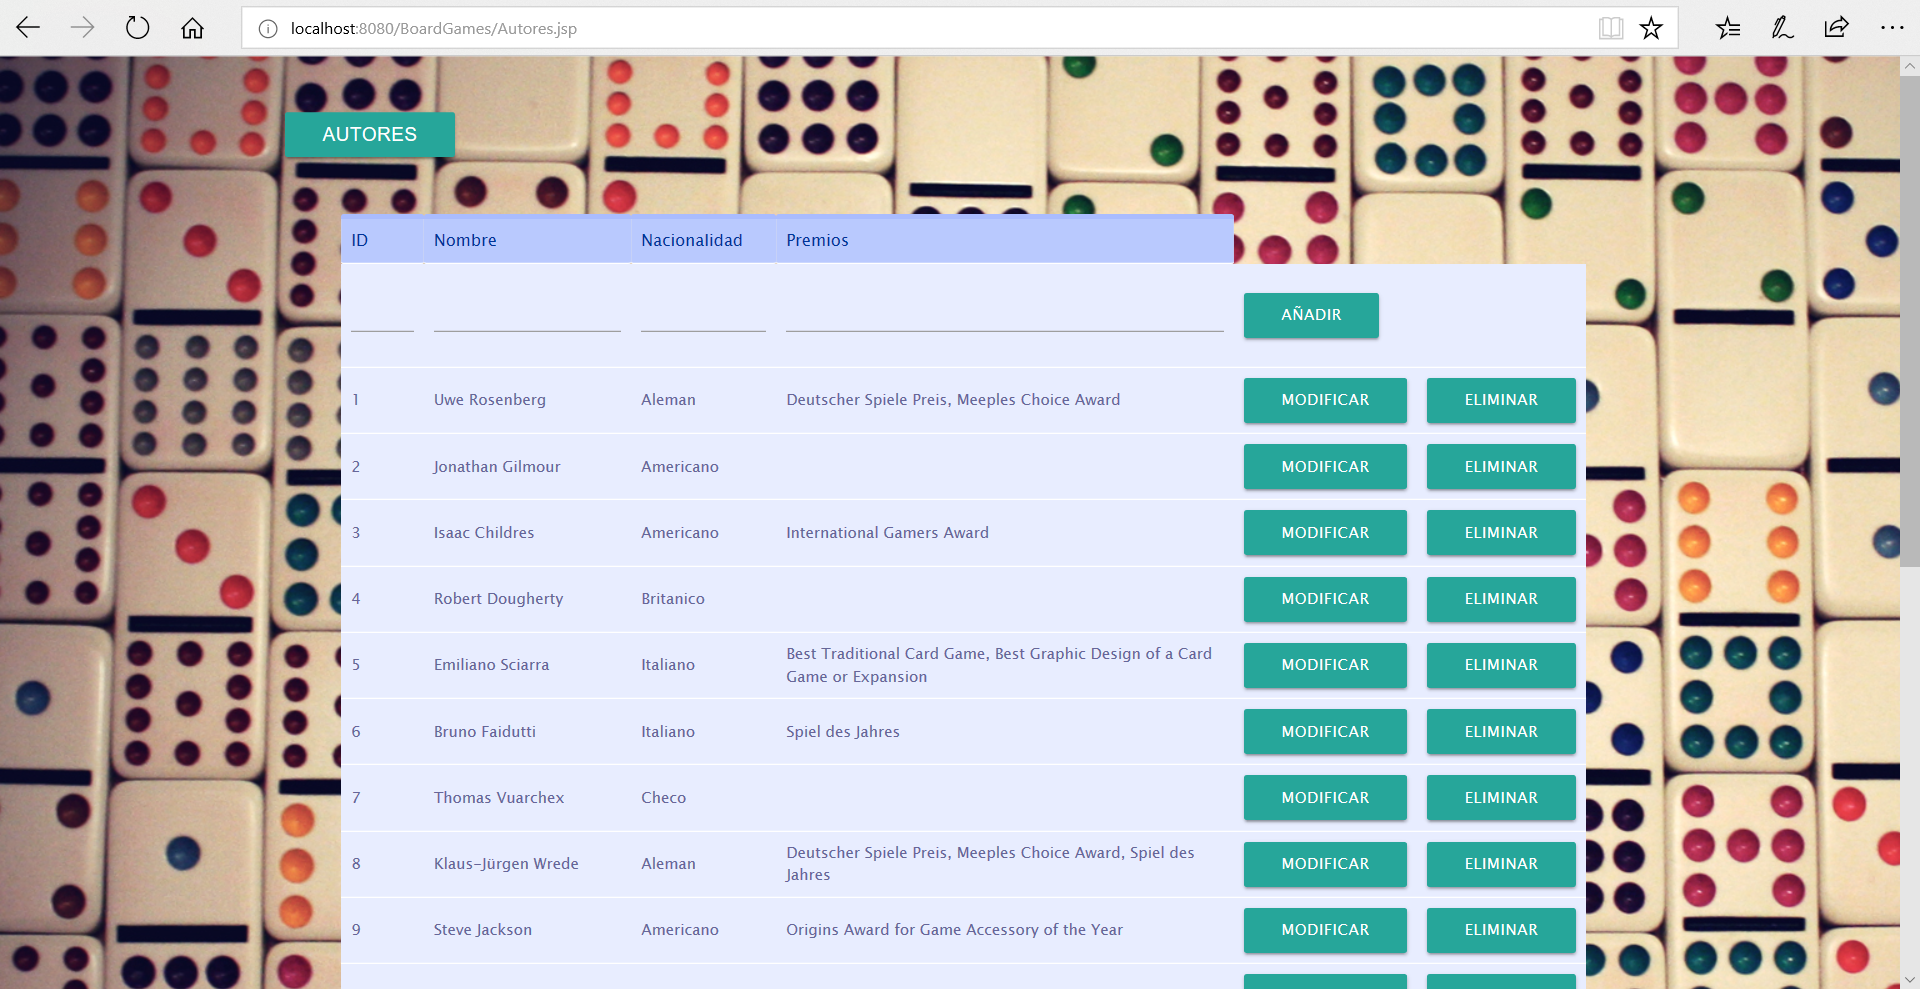 localhost:8080/BoardGames/Autores.jsp
AUTORES
ID Nombre Nacionalidad Premios
AÑADIR
1 Uwe Rosenberg Aleman Deutscher Spiele Preis, Meeples Choice Award MODIFICAR ELIMINAR
2 Jonathan Gilmour Americano MODIFICAR ELIMINAR
3 Isaac Childres Americano International Gamers Award MODIFICAR ELIMINAR
4 Robert Dougherty Britanico MODIFICAR ELIMINAR
5 Emiliano Sciarra Italiano Best Traditional Card Game, Best Graphic Design of a Card
Game or Expansion MODIFICAR ELIMINAR
6 Bruno Faidutti Italiano Spiel des Jahres MODIFICAR ELIMINAR
7 Thomas Vuarchex Checo MODIFICAR ELIMINAR
8 Klaus-Jürgen Wrede Aleman Deutscher Spiele Preis, Meeples Choice Award, Spiel des
Jahres MODIFICAR ELIMINAR
9 Steve Jackson Americano Origins Award for Game Accessory of the Year MODIFICAR ELIMINAR